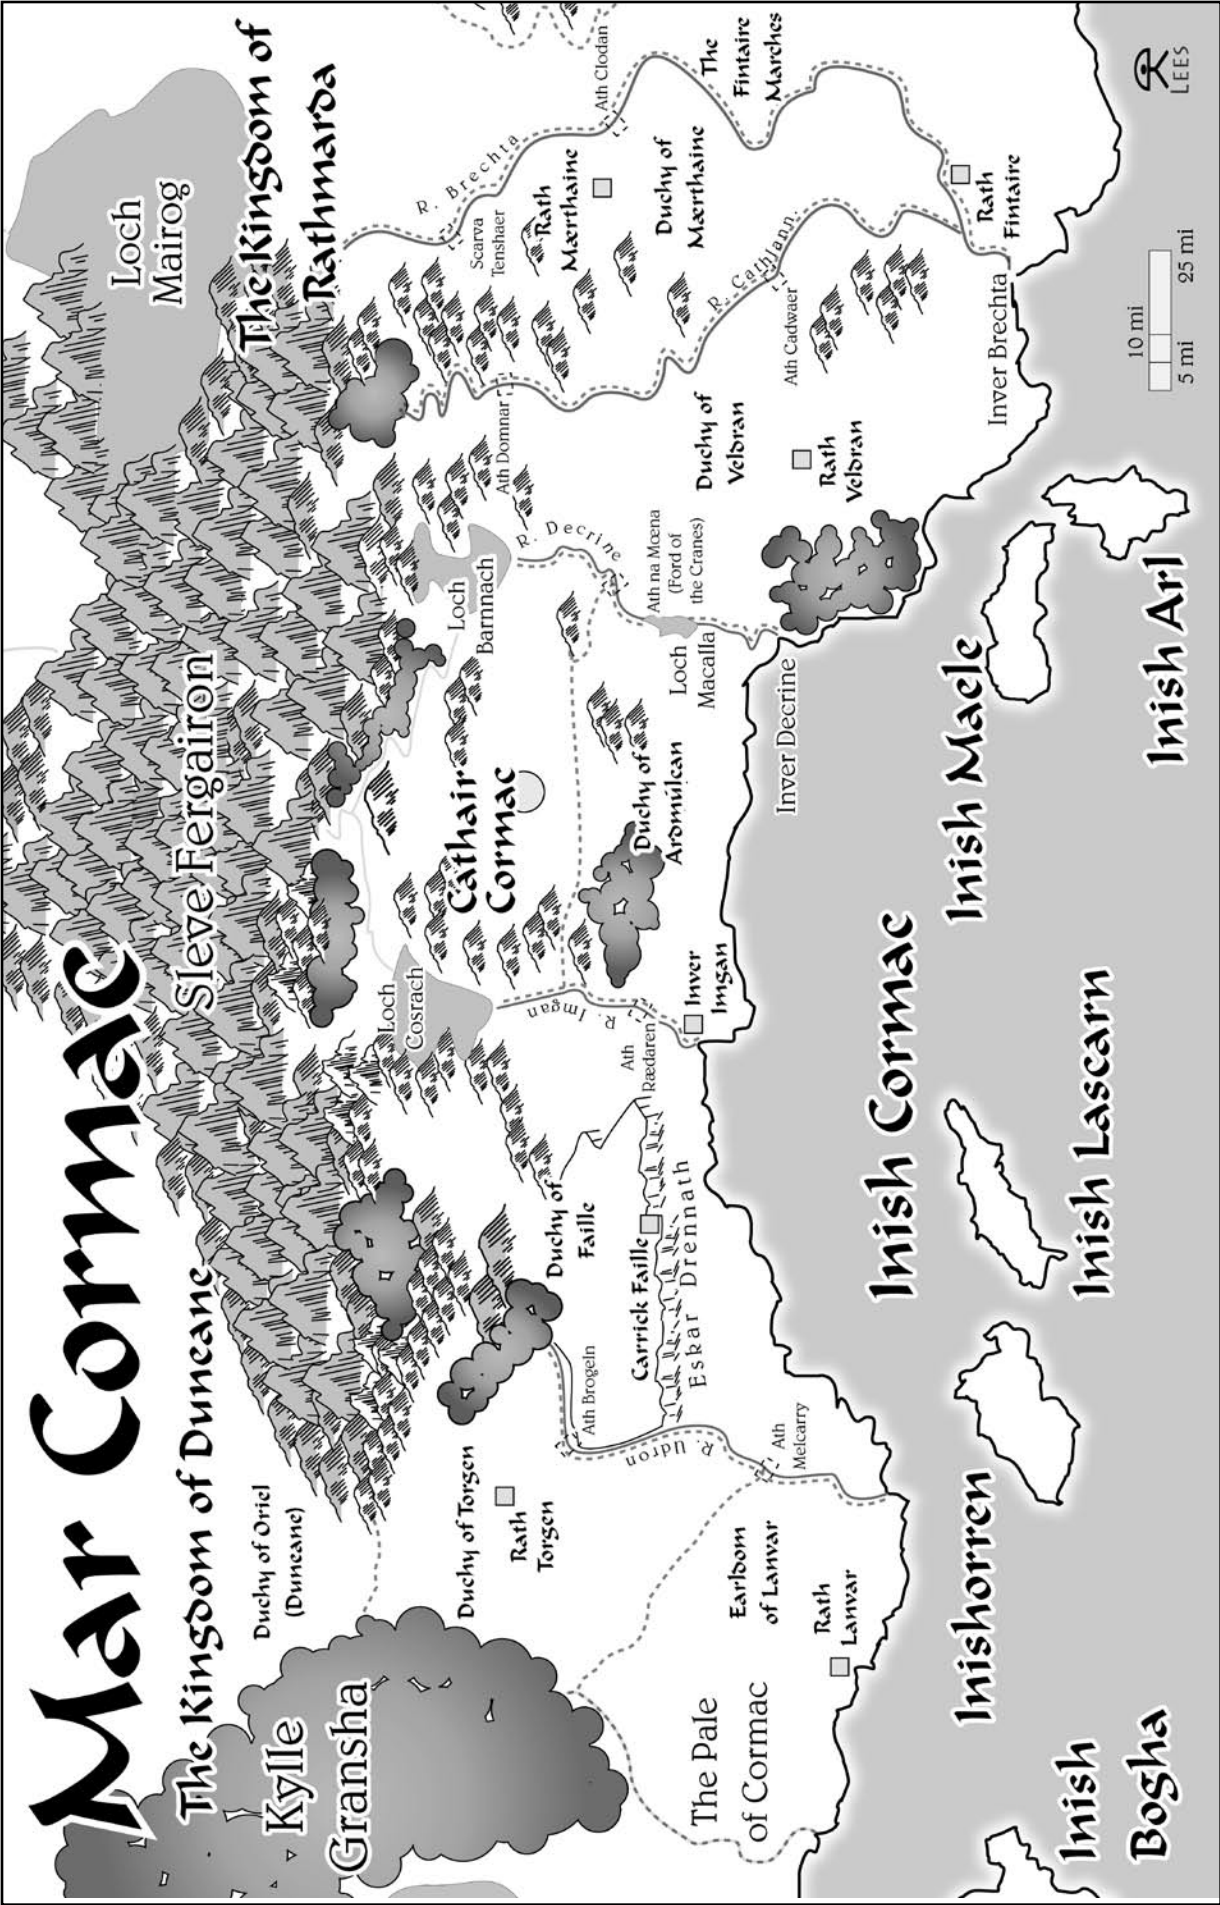 Mar Cormac
The Kingdom of Duncane
Duchy of Oriel
(Duncane)
Kylle
Gransha
Sleve Fergairon
Loch
Mairog
The Kingdom of
Rathmarda
Duchy of Torgen
Rath
Torgen
The Pale
of Cormac
Earldom
of Lanvar
Rath
Lanvar
Ath Brogein
R. Udron
Ath
Melcarry
Duchy of
Faille
Carrick Faille
Eskar Drennath
Loch
Cosrach
R. Imgan
Ath
Rædaren
Inver
Imgan
Cathair
Cormac
Duchy of
Ardmúlcan
Loch
Barnnach
R. Decrine
Ath na Mœna
(Ford of
the Cranes)
Loch
Macalla
Inver Decrine
Ath Domnar
Duchy of
Veldran
Rath
Veldran
Ath Cadwaer
R. Cathlann
R. Brechta
Scarva
Tenshaer
Rath
Mærthaine
Duchy of
Mærthaine
Ath Clodan
The
Fintaire
Marches
Rath
Fintaire
Inver Brechta
Inish Cormac
Inish Maele
Inish Arl
Inish Lascarn
Inishorren
Inish
Bogha
10 mi
5 mi 25 mi
LEES